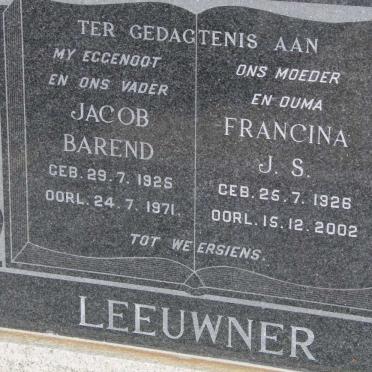 TER GEDAGTENIS AAN
MY EGGENOOT
EN ONS VADER
JACOB
BAREND
GEB. 29.7.1925
OORL. 24.7.1971.
ONS MOEDER
EN OUMA
FRANCINA
J. S.
GEB. 25.7.1926
OORL. 15.12.2002
TOT WEERSIENS.
LEEUWNER